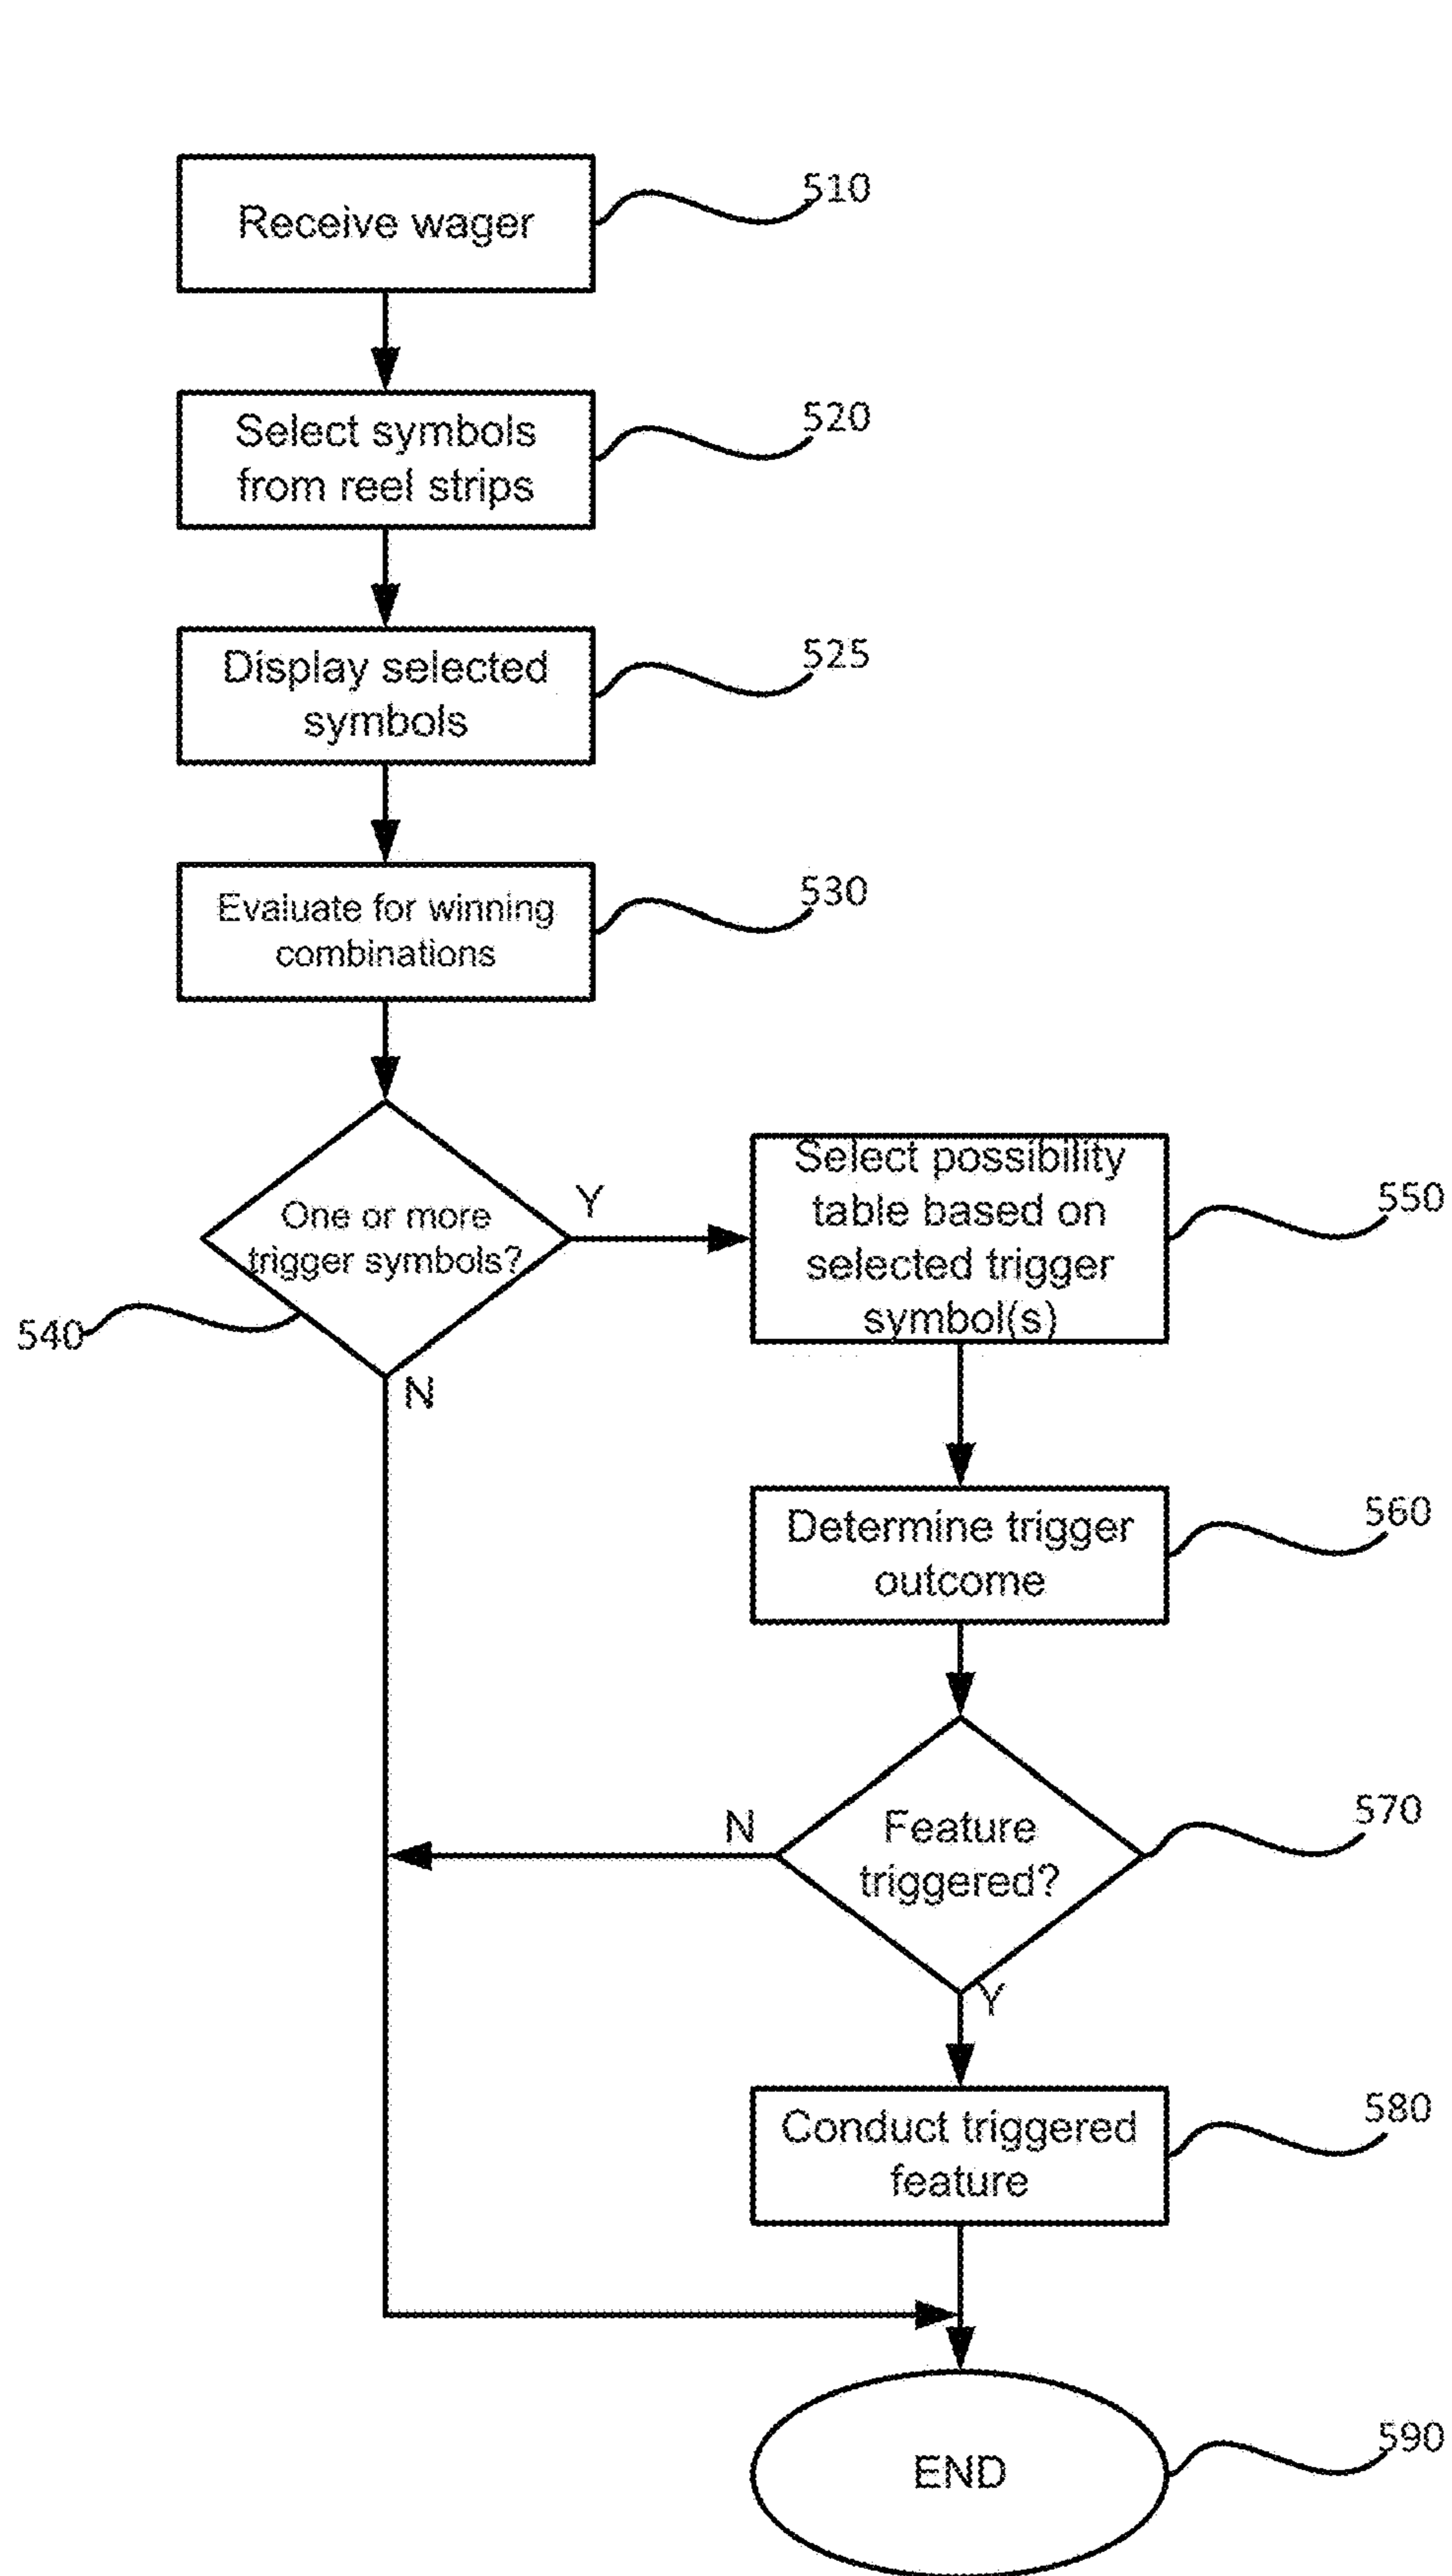 Receive wager
510
Select symbols
from reel strips
520
Display selected
symbols
525
Evaluate for winning
combinations
530
One or more
trigger symbols?
540
Y
N
Select possibility
table based on
selected trigger
symbol(s)
550
Determine trigger
outcome
560
Feature
triggered?
570
N
Y
Conduct triggered
feature
580
END
590